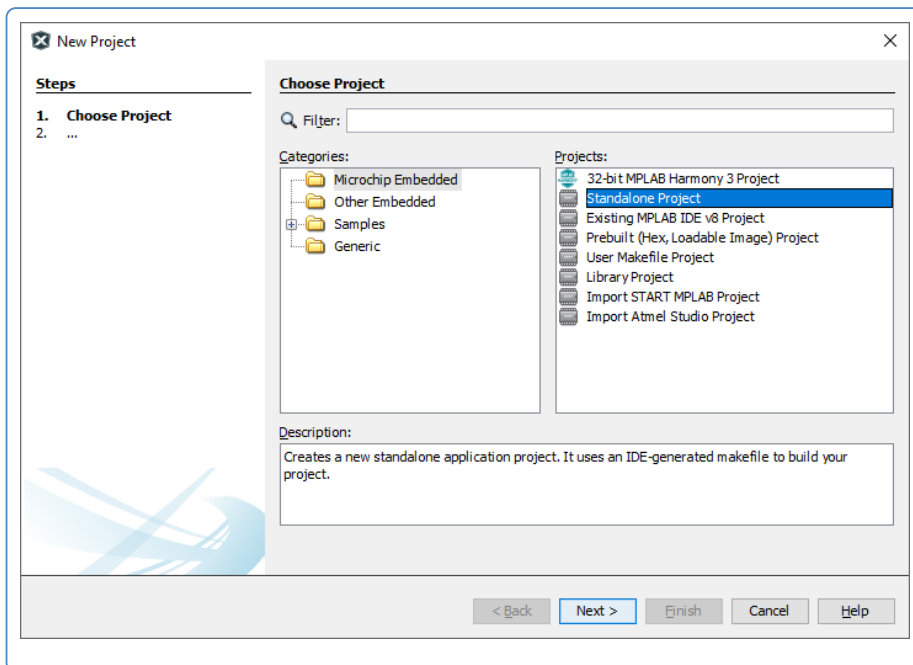 New Project
Steps
1. Choose Project
2. ...
Choose Project
Filter:
Categories:
Microchip Embedded
Other Embedded
Samples
Generic
Projects:
32-bit MPLAB Harmony 3 Project
Standalone Project
Existing MPLAB IDE v8 Project
Prebuilt (Hex, Loadable Image) Project
User Makefile Project
Library Project
Import START MPLAB Project
Import Atmel Studio Project
Description:
Creates a new standalone application project. It uses an IDE-generated makefile to build your
project.
< Back Next > Finish Cancel Help